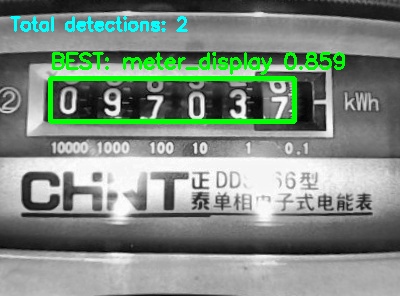 Total detections: 2
BEST: meter_display 0.859
② 0 9 7 0 3 7 kWh
10000 1000 100 10 1 0.1
CHNT 正泰 DDS 66型
单相电子式电能表